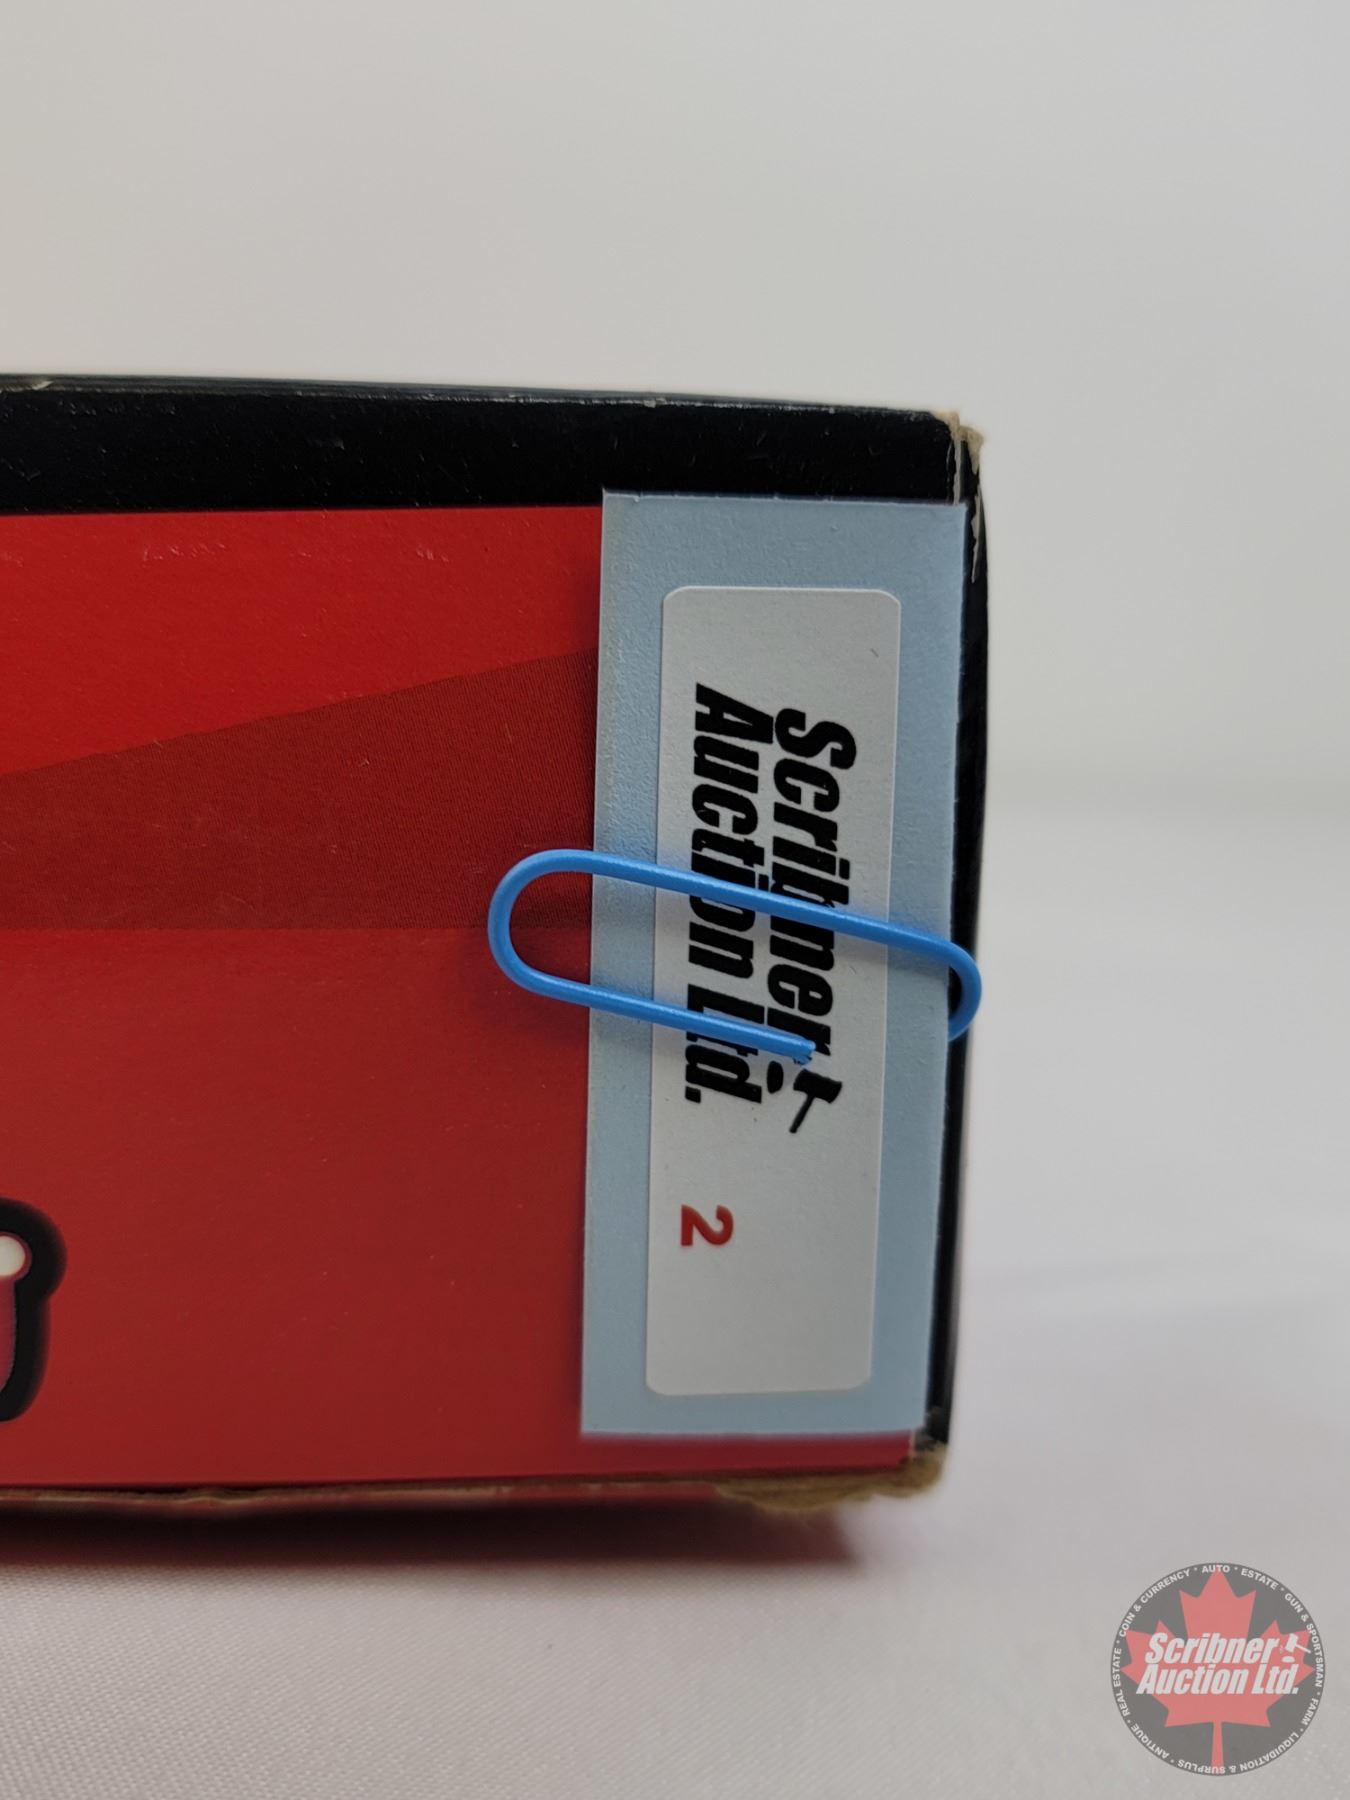 Scribner
Auction Ltd.
2
COIN & CURRENCY · AUTO · ESTATE · GUN & SPORTSMAN · FARM · LIQUIDATION & SURPLUS · ANTIQUE · REAL ESTATE ·
Scribner
Auction Ltd.